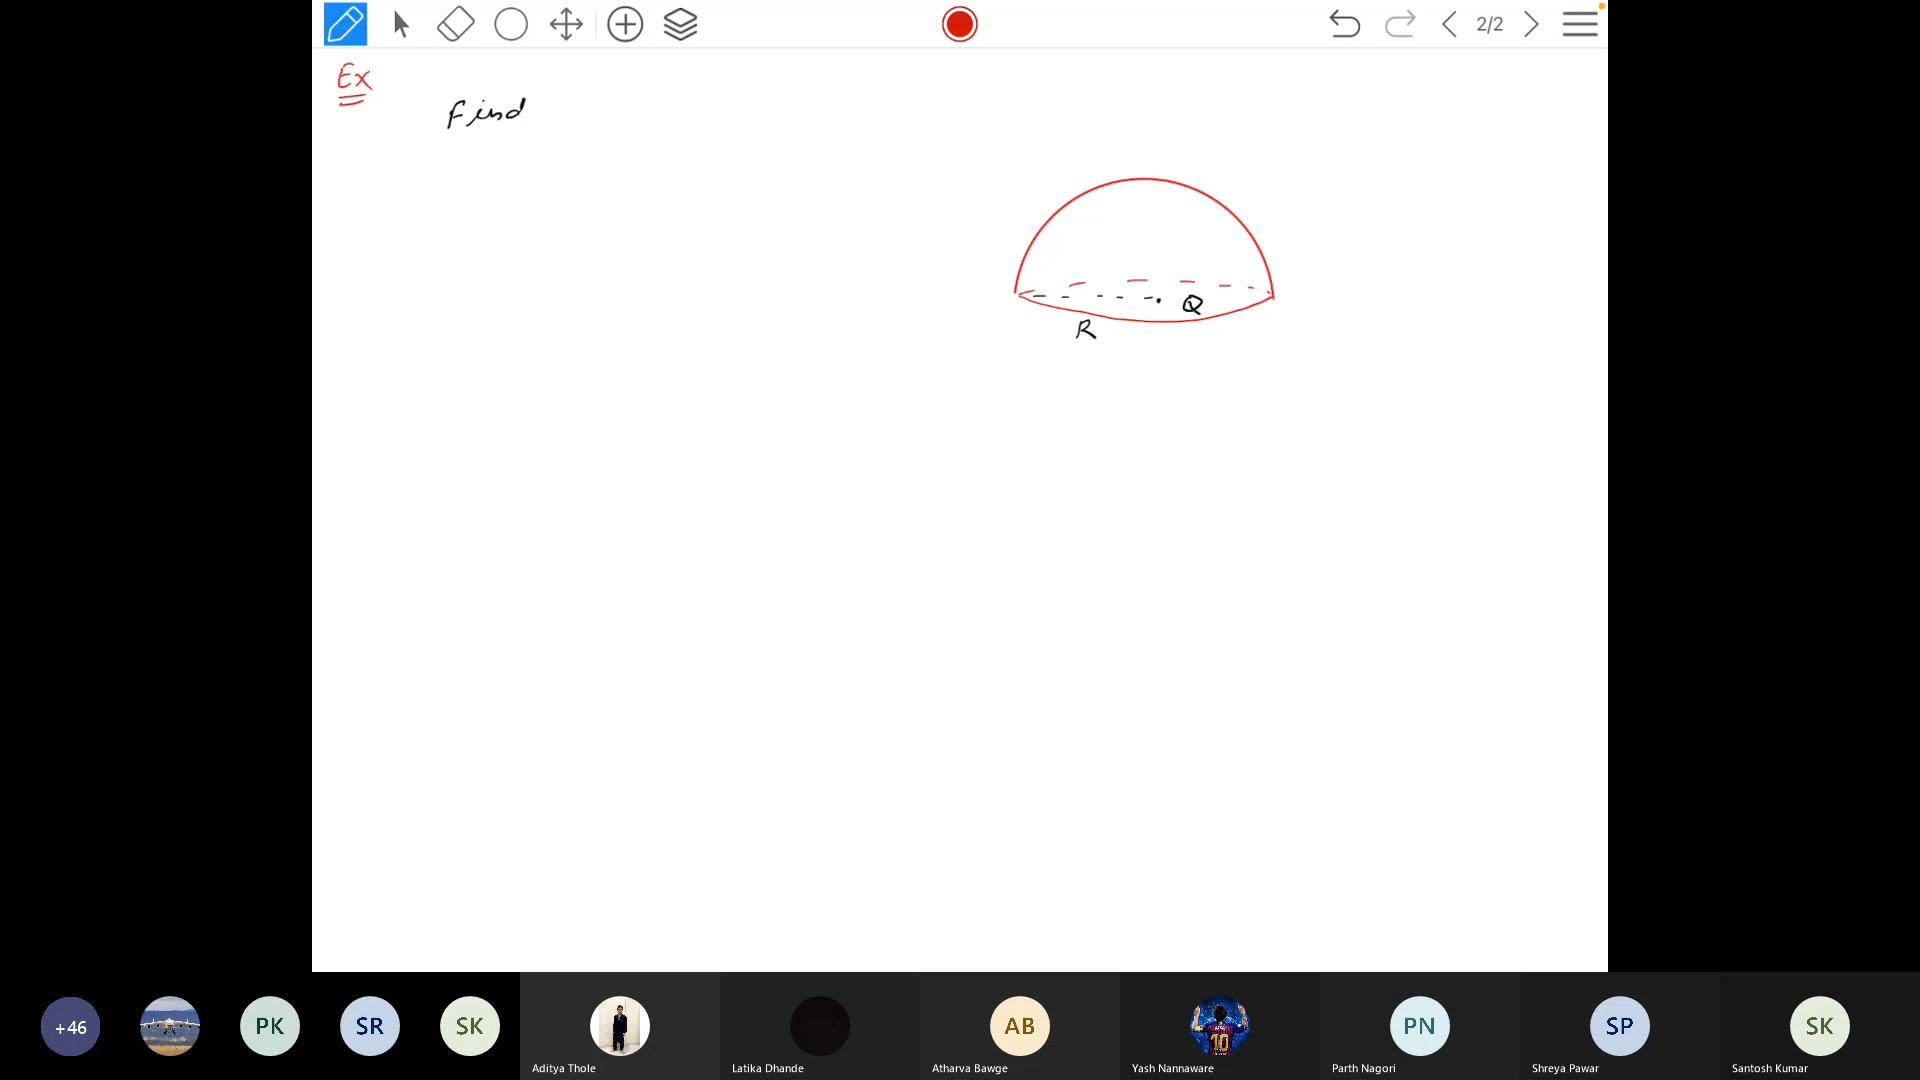 2/2
Ex
Find
Q
R
+46
PK
SR
SK
AB
10
PN
SP
SK
Aditya Thole
Latika Dhande
Atharva Bawge
Yash Nannaware
Parth Nagori
Shreya Pawar
Santosh Kumar